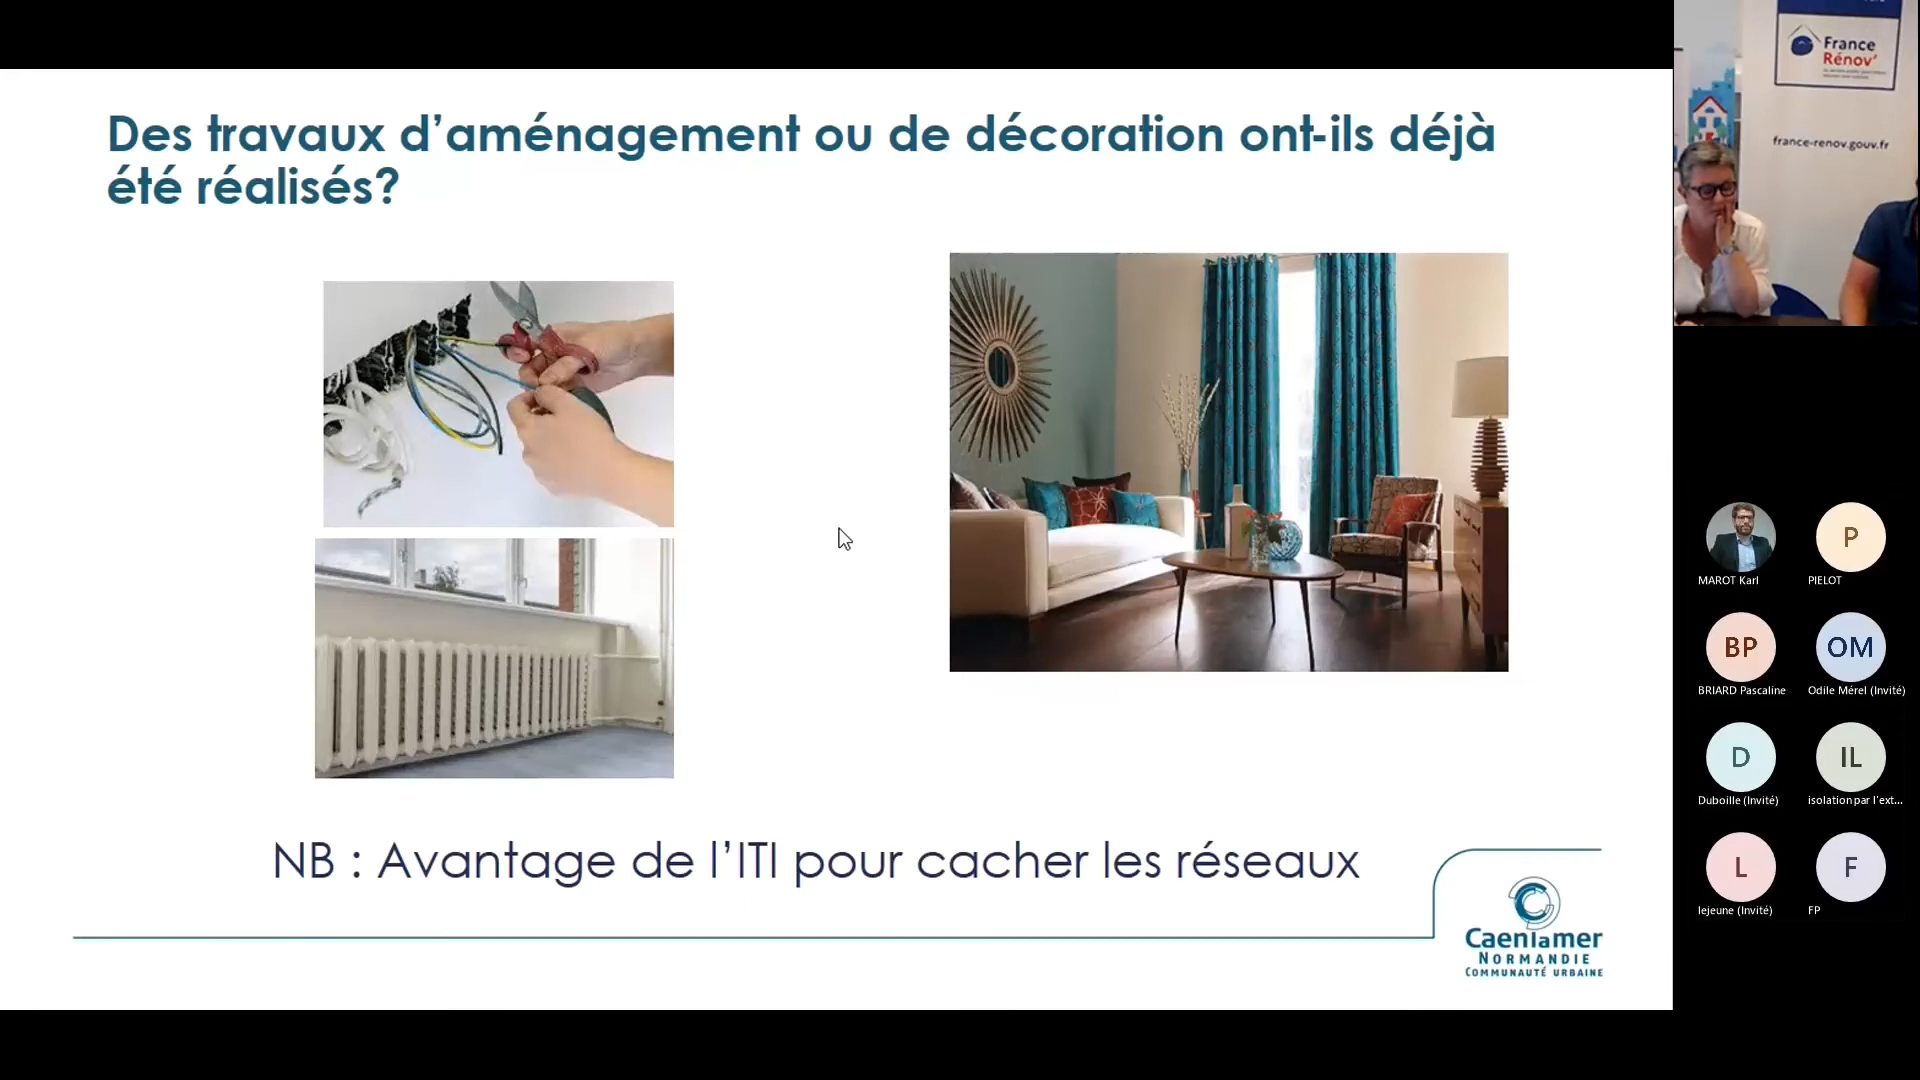 Des travaux d’aménagement ou de décoration ont-ils déjà
été réalisés?
NB : Avantage de l’ITI pour cacher les réseaux
Caenlamer
NORMANDIE
COMMUNAUTÉ URBAINE
France
Rénov'
france-renov.gouv.fr
P
MAROT Karl
PIELOT
BP
OM
BRIARD Pascaline
Odile Mérel (Invité)
D
IL
Duboille (Invité)
isolation par l'ext...
L
F
lejeune (Invité)
FP